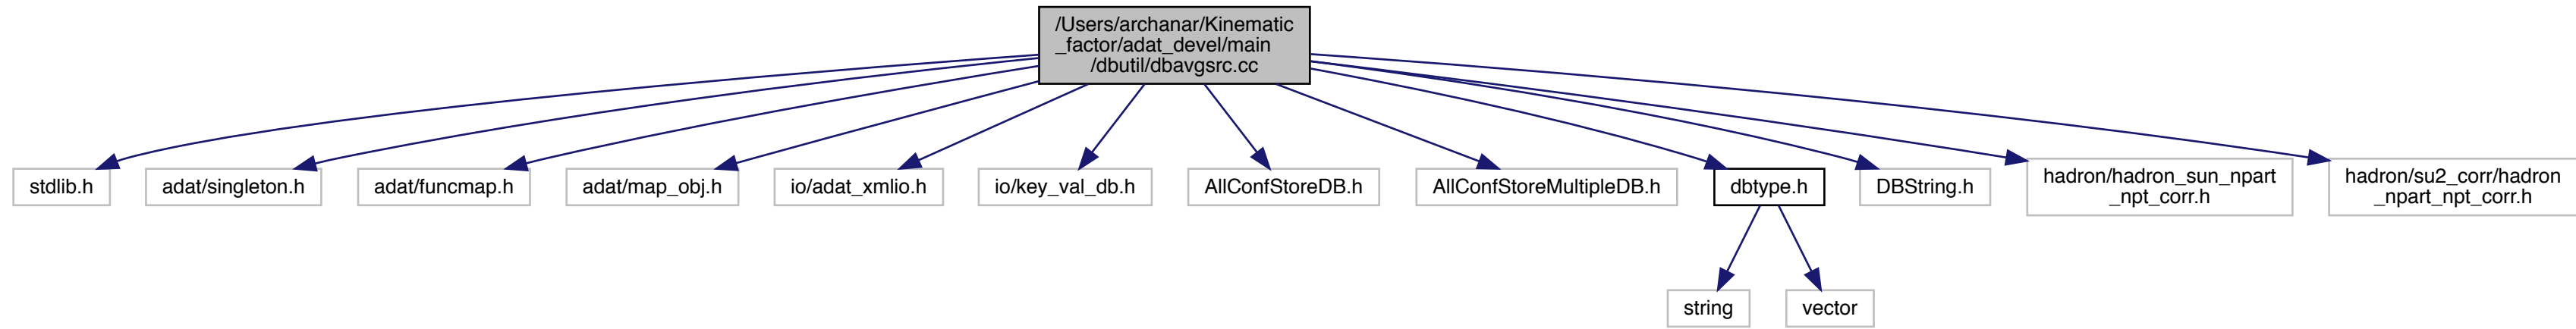 /Users/archanar/Kinematic
_factor/adat_devel/main
/dbutil/dbavgsrc.cc
stdlib.h
adat/singleton.h
adat/funcmap.h
adat/map_obj.h
io/adat_xmlio.h
io/key_val_db.h
AllConfStoreDB.h
AllConfStoreMultipleDB.h
dbtype.h
DBString.h
hadron/hadron_sun_npart
_npt_corr.h
hadron/su2_corr/hadron
_npart_npt_corr.h
string
vector